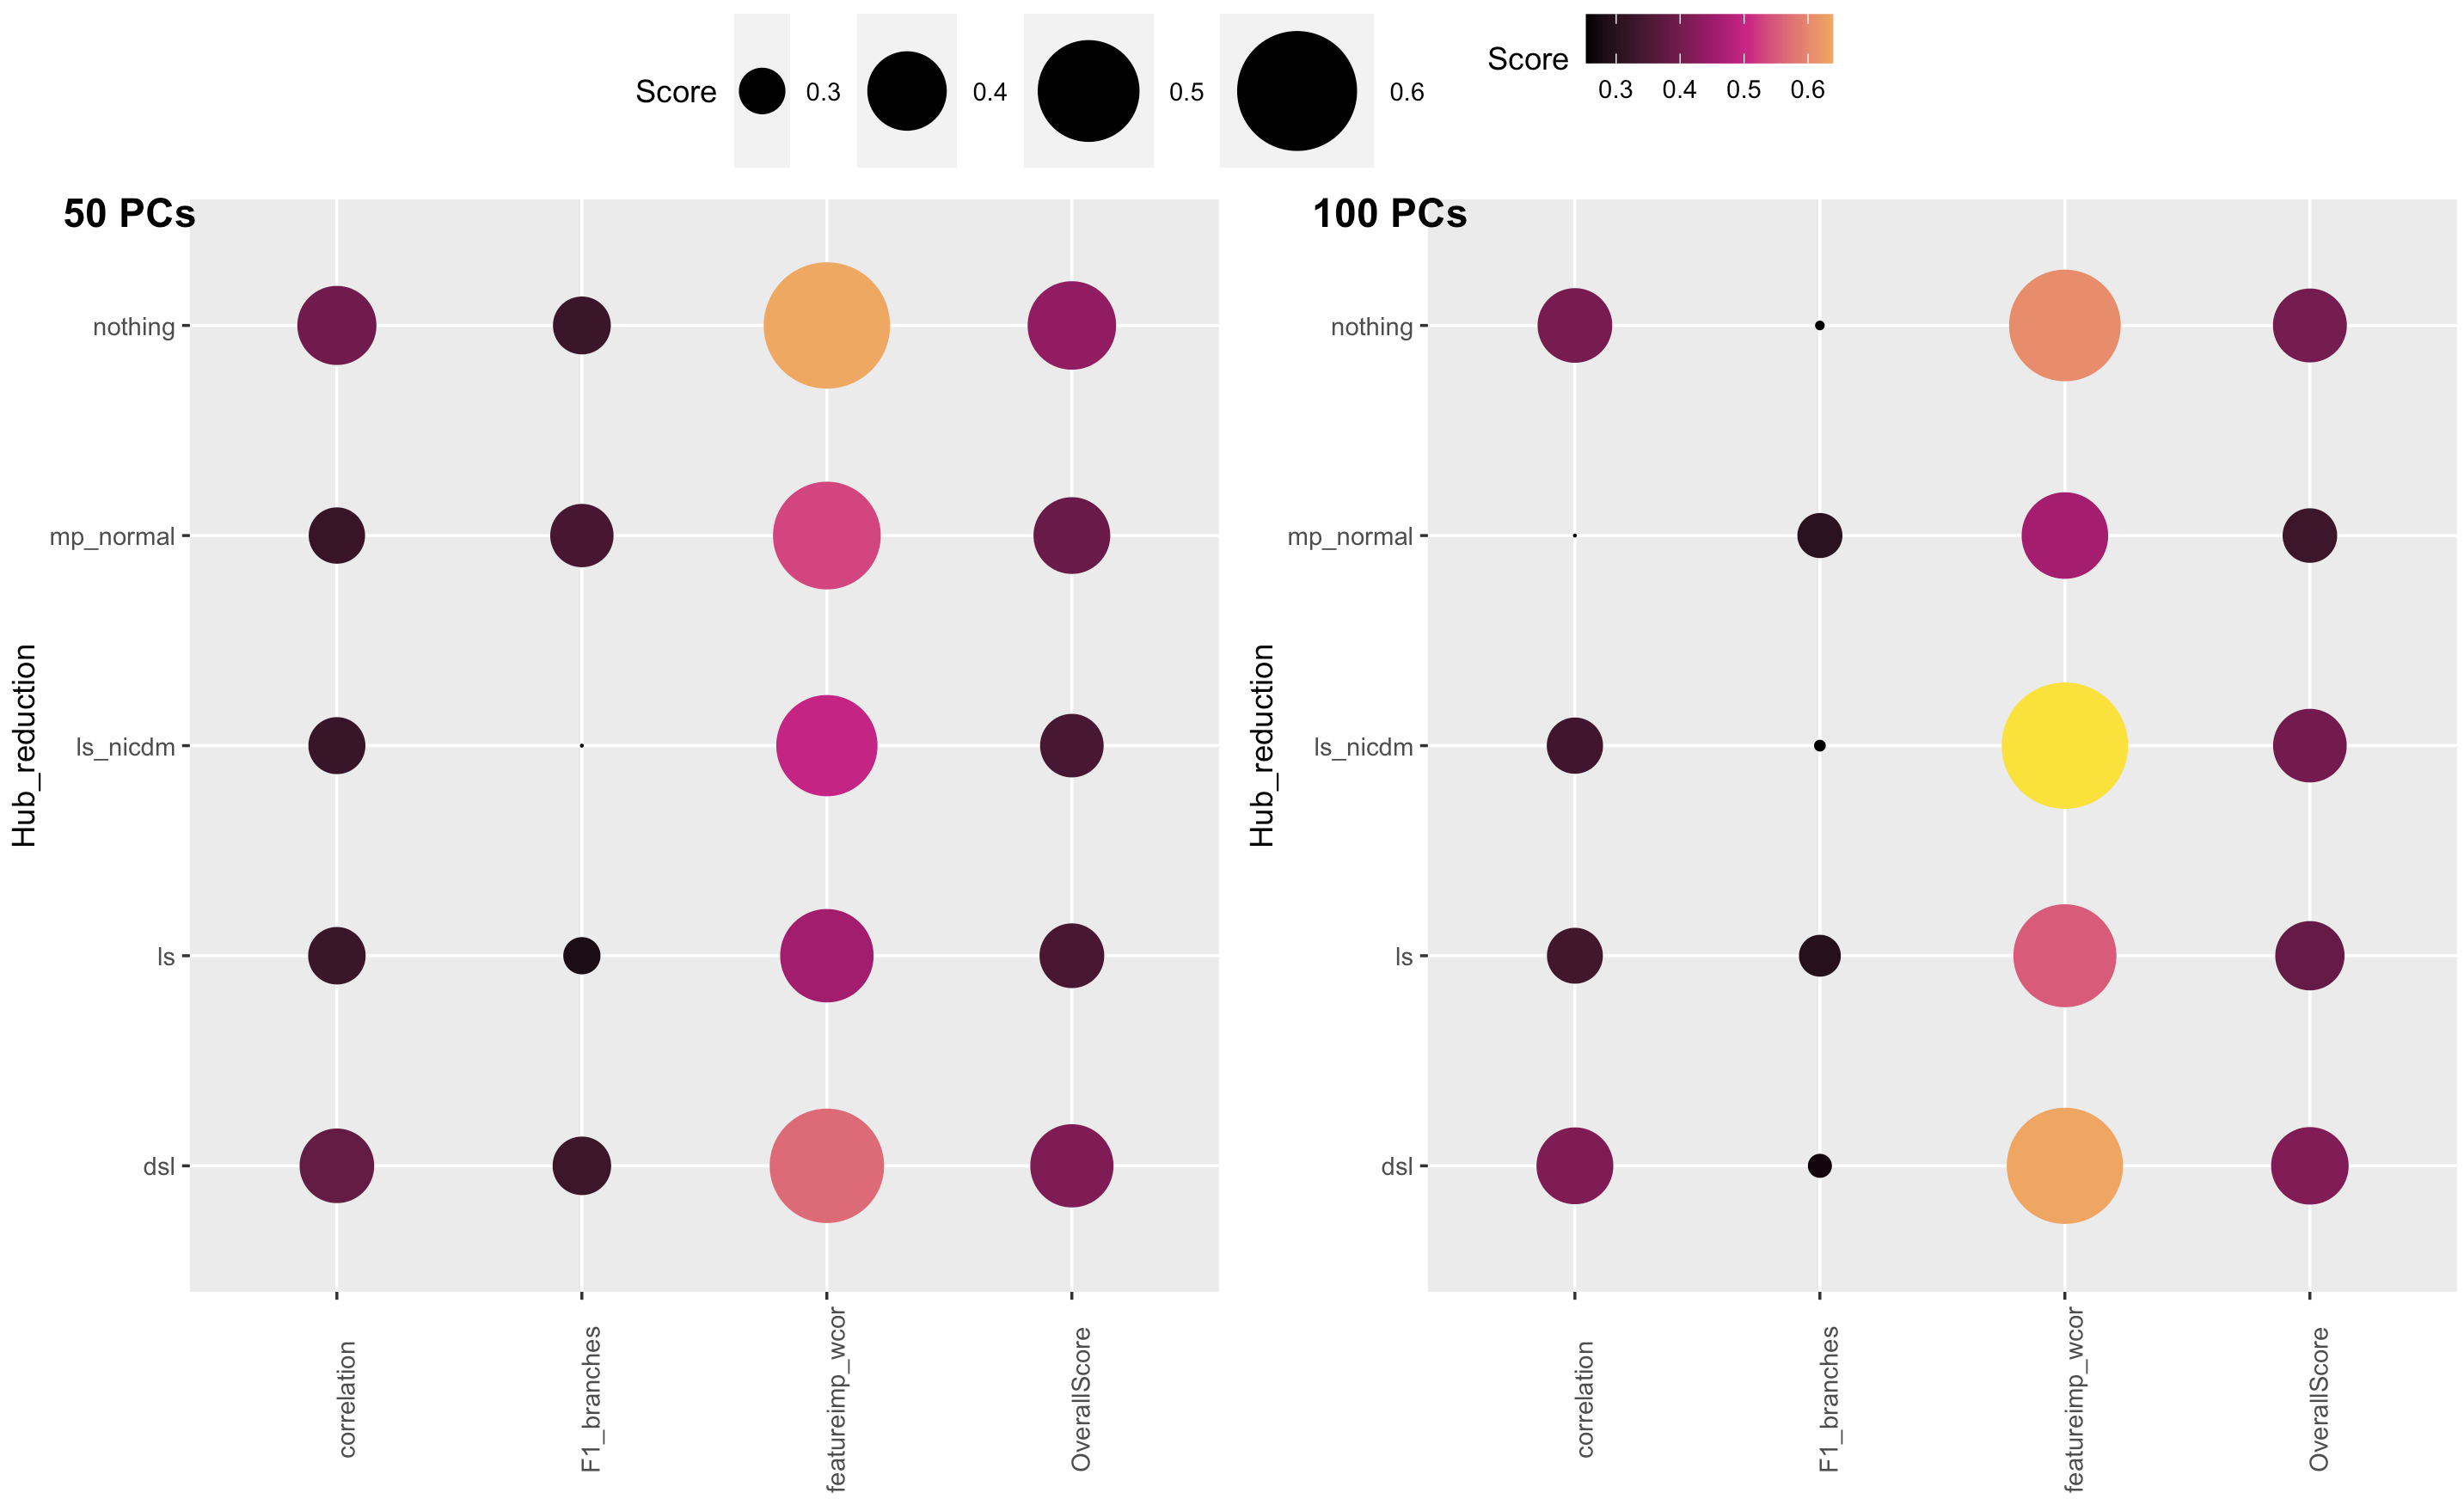 Score 0.3 0.4 0.5 0.6
Score
0.3 0.4 0.5 0.6
50 PCs
Hub_reduction
nothing
mp_normal
ls_nicdm
ls
dsl
correlation
F1_branches
featureimp_wcor
OverallScore
100 PCs
Hub_reduction
nothing
mp_normal
ls_nicdm
ls
dsl
correlation
F1_branches
featureimp_wcor
OverallScore